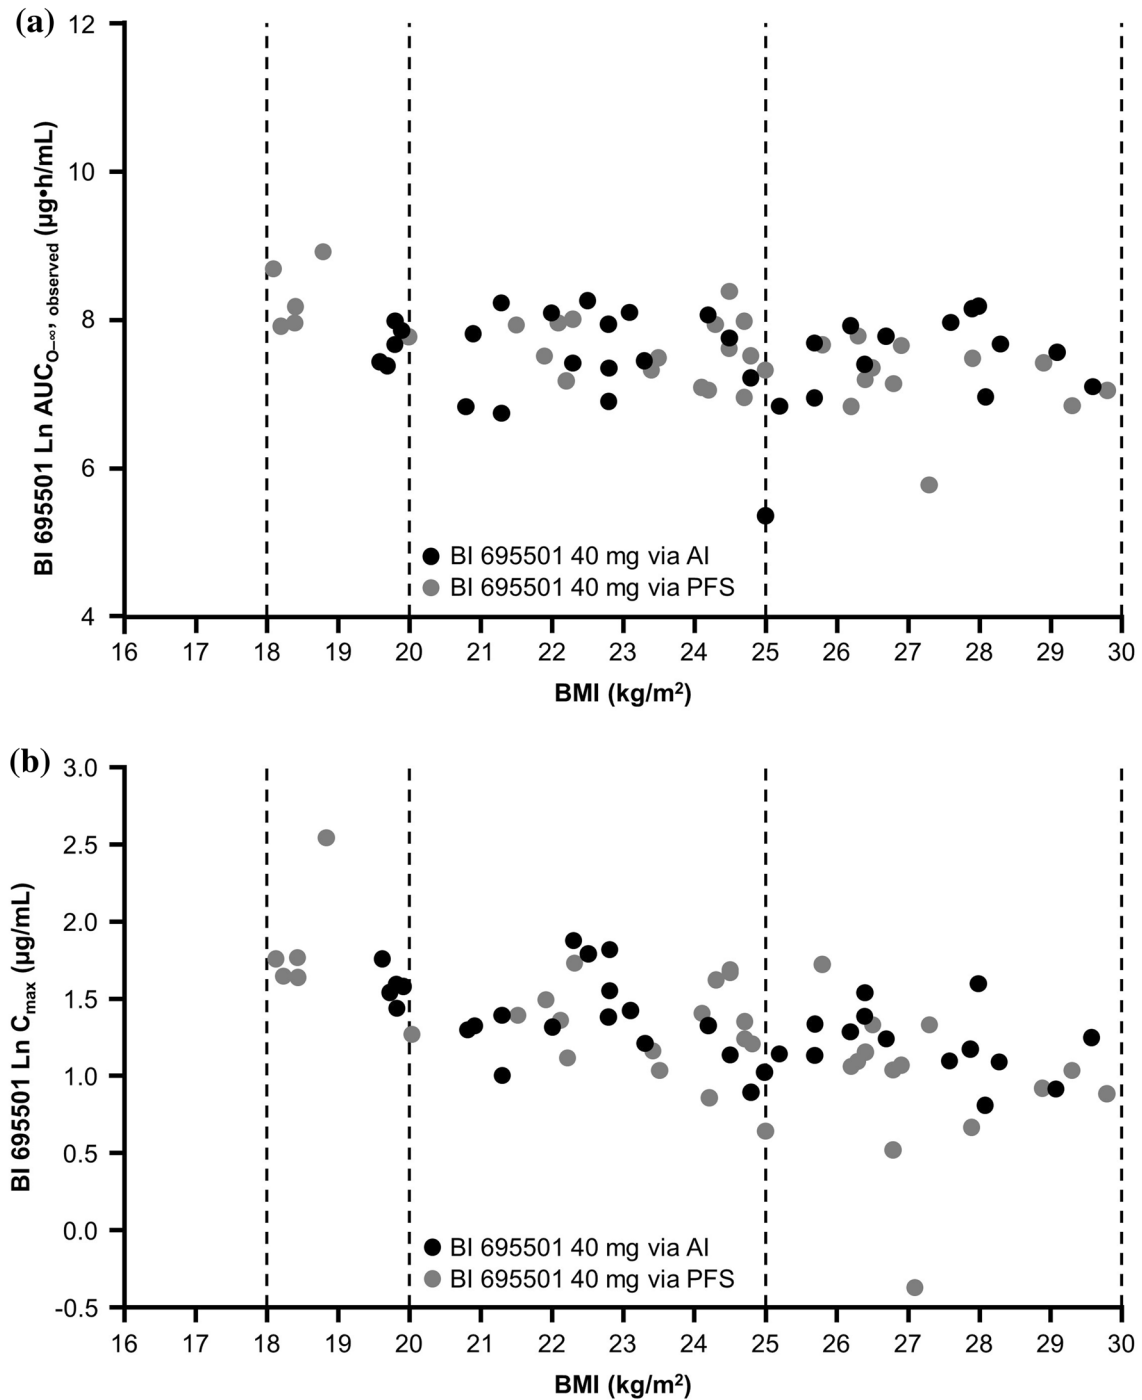 (a)
BI 695501 Ln AUC0–∞, observed (µg•h/mL)
12
10
8
6
4
BI 695501 40 mg via AI
BI 695501 40 mg via PFS
16 17 18 19 20 21 22 23 24 25 26 27 28 29 30
BMI (kg/m²)
(b)
BI 695501 Ln Cmax (µg/mL)
3.0
2.5
2.0
1.5
1.0
0.5
0.0
-0.5
BI 695501 40 mg via AI
BI 695501 40 mg via PFS
16 17 18 19 20 21 22 23 24 25 26 27 28 29 30
BMI (kg/m²)